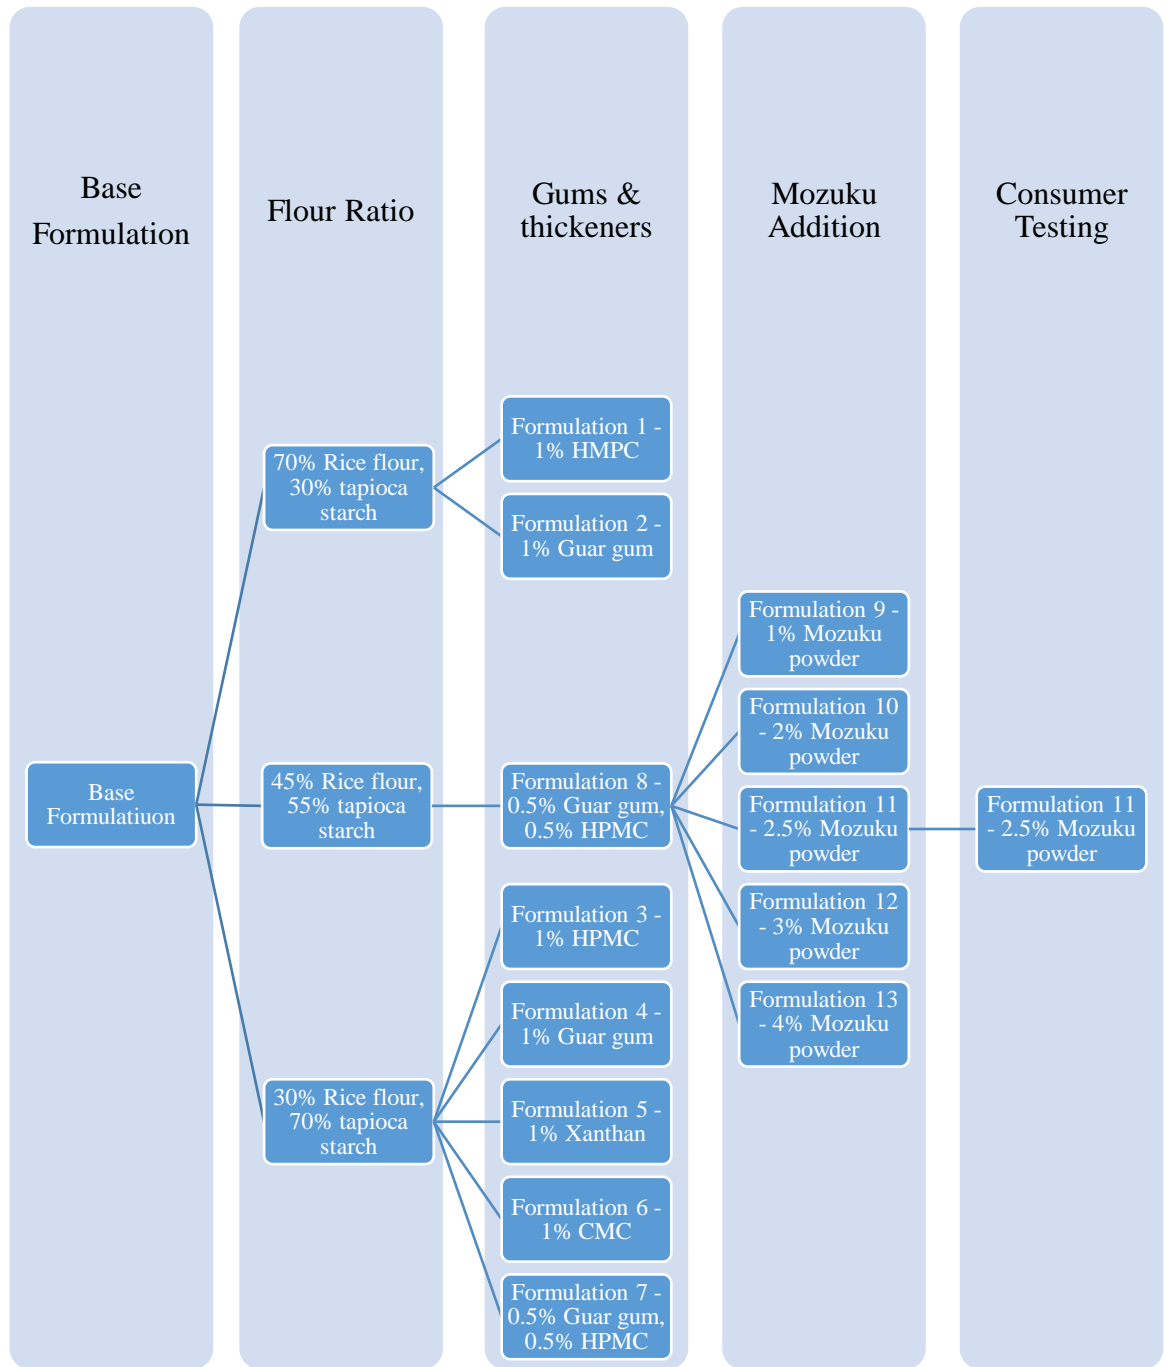 Base
Formulation
Flour Ratio
Gums &
thickeners
Mozuku
Addition
Consumer
Testing
Base
Formulatiuon
70% Rice flour,
30% tapioca
starch
45% Rice flour,
55% tapioca
starch
30% Rice flour,
70% tapioca
starch
Formulation 1 -
1% HMPC
Formulation 2 -
1% Guar gum
Formulation 8 -
0.5% Guar gum,
0.5% HPMC
Formulation 3 -
1% HPMC
Formulation 4 -
1% Guar gum
Formulation 5 -
1% Xanthan
Formulation 6 -
1% CMC
Formulation 7 -
0.5% Guar gum,
0.5% HPMC
Formulation 9 -
1% Mozuku
powder
Formulation 10
- 2% Mozuku
powder
Formulation 11
- 2.5% Mozuku
powder
Formulation 12
- 3% Mozuku
powder
Formulation 13
- 4% Mozuku
powder
Formulation 11
- 2.5% Mozuku
powder